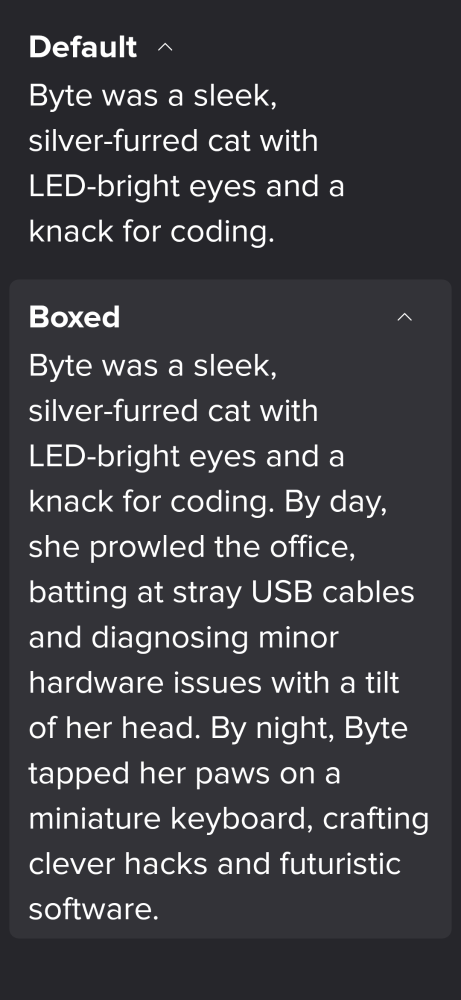 Default
Byte was a sleek,
silver-furred cat with
LED-bright eyes and a
knack for coding.
Boxed
Byte was a sleek,
silver-furred cat with
LED-bright eyes and a
knack for coding. By day,
she prowled the office,
batting at stray USB cables
and diagnosing minor
hardware issues with a tilt
of her head. By night, Byte
tapped her paws on a
miniature keyboard, crafting
clever hacks and futuristic
software.